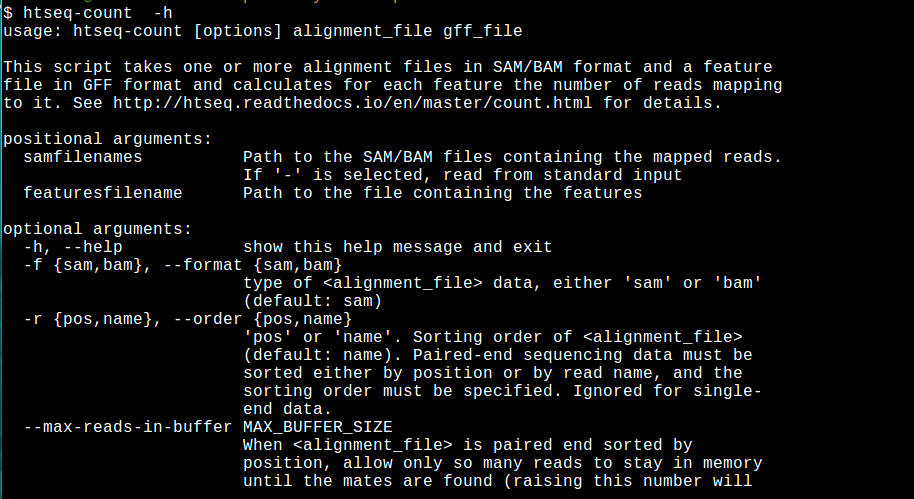 $ htseq-count  -h
usage: htseq-count [options] alignment_file gff_file

This script takes one or more alignment files in SAM/BAM format and a feature
file in GFF format and calculates for each feature the number of reads mapping
to it. See http://htseq.readthedocs.io/en/master/count.html for details.

positional arguments:
  samfilenames          Path to the SAM/BAM files containing the mapped reads.
                        If '-' is selected, read from standard input
  featuresfilename      Path to the file containing the features

optional arguments:
  -h, --help            show this help message and exit
  -f {sam,bam}, --format {sam,bam}
                        type of <alignment_file> data, either 'sam' or 'bam'
                        (default: sam)
  -r {pos,name}, --order {pos,name}
                        'pos' or 'name'. Sorting order of <alignment_file>
                        (default: name). Paired-end sequencing data must be
                        sorted either by position or by read name, and the
                        sorting order must be specified. Ignored for single-
                        end data.
  --max-reads-in-buffer MAX_BUFFER_SIZE
                        When <alignment_file> is paired end sorted by
                        position, allow only so many reads to stay in memory
                        until the mates are found (raising this number will